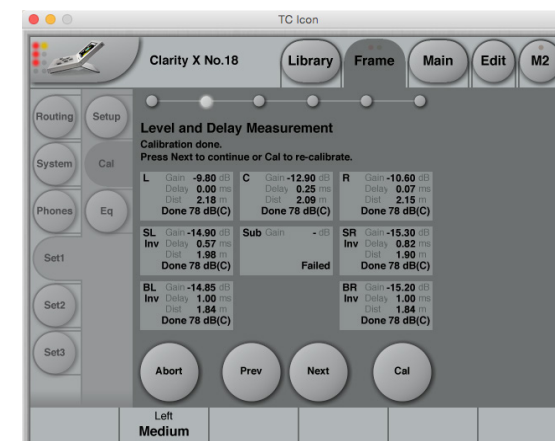 TC Icon
Clarity X No.18
Library
Frame
Main
Edit
M2
Routing
Setup
System
Cal
Phones
Eq
Set1
Set2
Set3
Level and Delay Measurement
Calibration done.
Press Next to continue or Cal to re-calibrate.
L Gain -9.80 dB
Delay 0.00 ms
Dist 2.18 m
Done 78 dB(C)
C Gain -12.90 dB
Delay 0.25 ms
Dist 2.09 m
Done 78 dB(C)
R Gain -10.60 dB
Delay 0.07 ms
Dist 2.15 m
Done 78 dB(C)
SL Gain -14.90 dB
Inv Delay 0.57 ms
Dist 1.98 m
Done 78 dB(C)
Sub Gain - dB
Failed
SR Gain -15.30 dB
Inv Delay 0.82 ms
Dist 1.90 m
Done 78 dB(C)
BL Gain -14.85 dB
Inv Delay 1.00 ms
Dist 1.84 m
Done 78 dB(C)
BR Gain -15.20 dB
Inv Delay 1.00 ms
Dist 1.84 m
Done 78 dB(C)
Abort
Prev
Next
Cal
Left
Medium